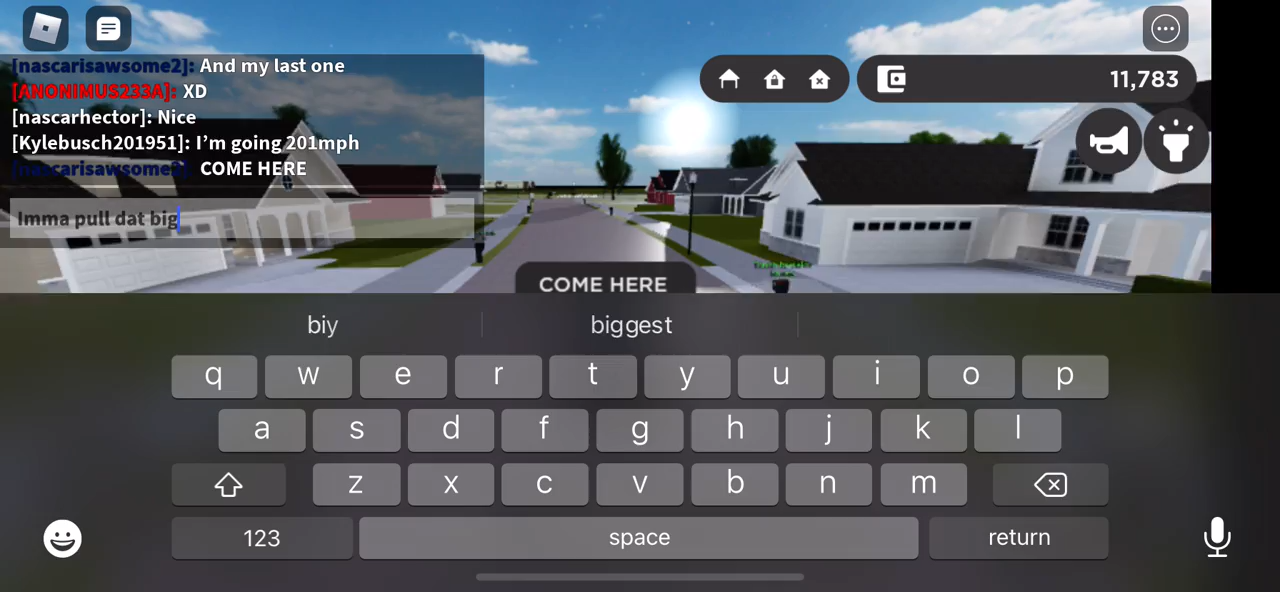 [nascarisawsome2]: And my last one
[ANONIMUS233A]: XD
[nascarhector]: Nice
[Kylebusch201951]: I'm going 201mph
[nascarisawsome2]: COME HERE
11,783
Imma pull dat big
COME HERE
biy biggest
q w e r t y u i o p
a s d f g h j k l
z x c v b n m
123 space return